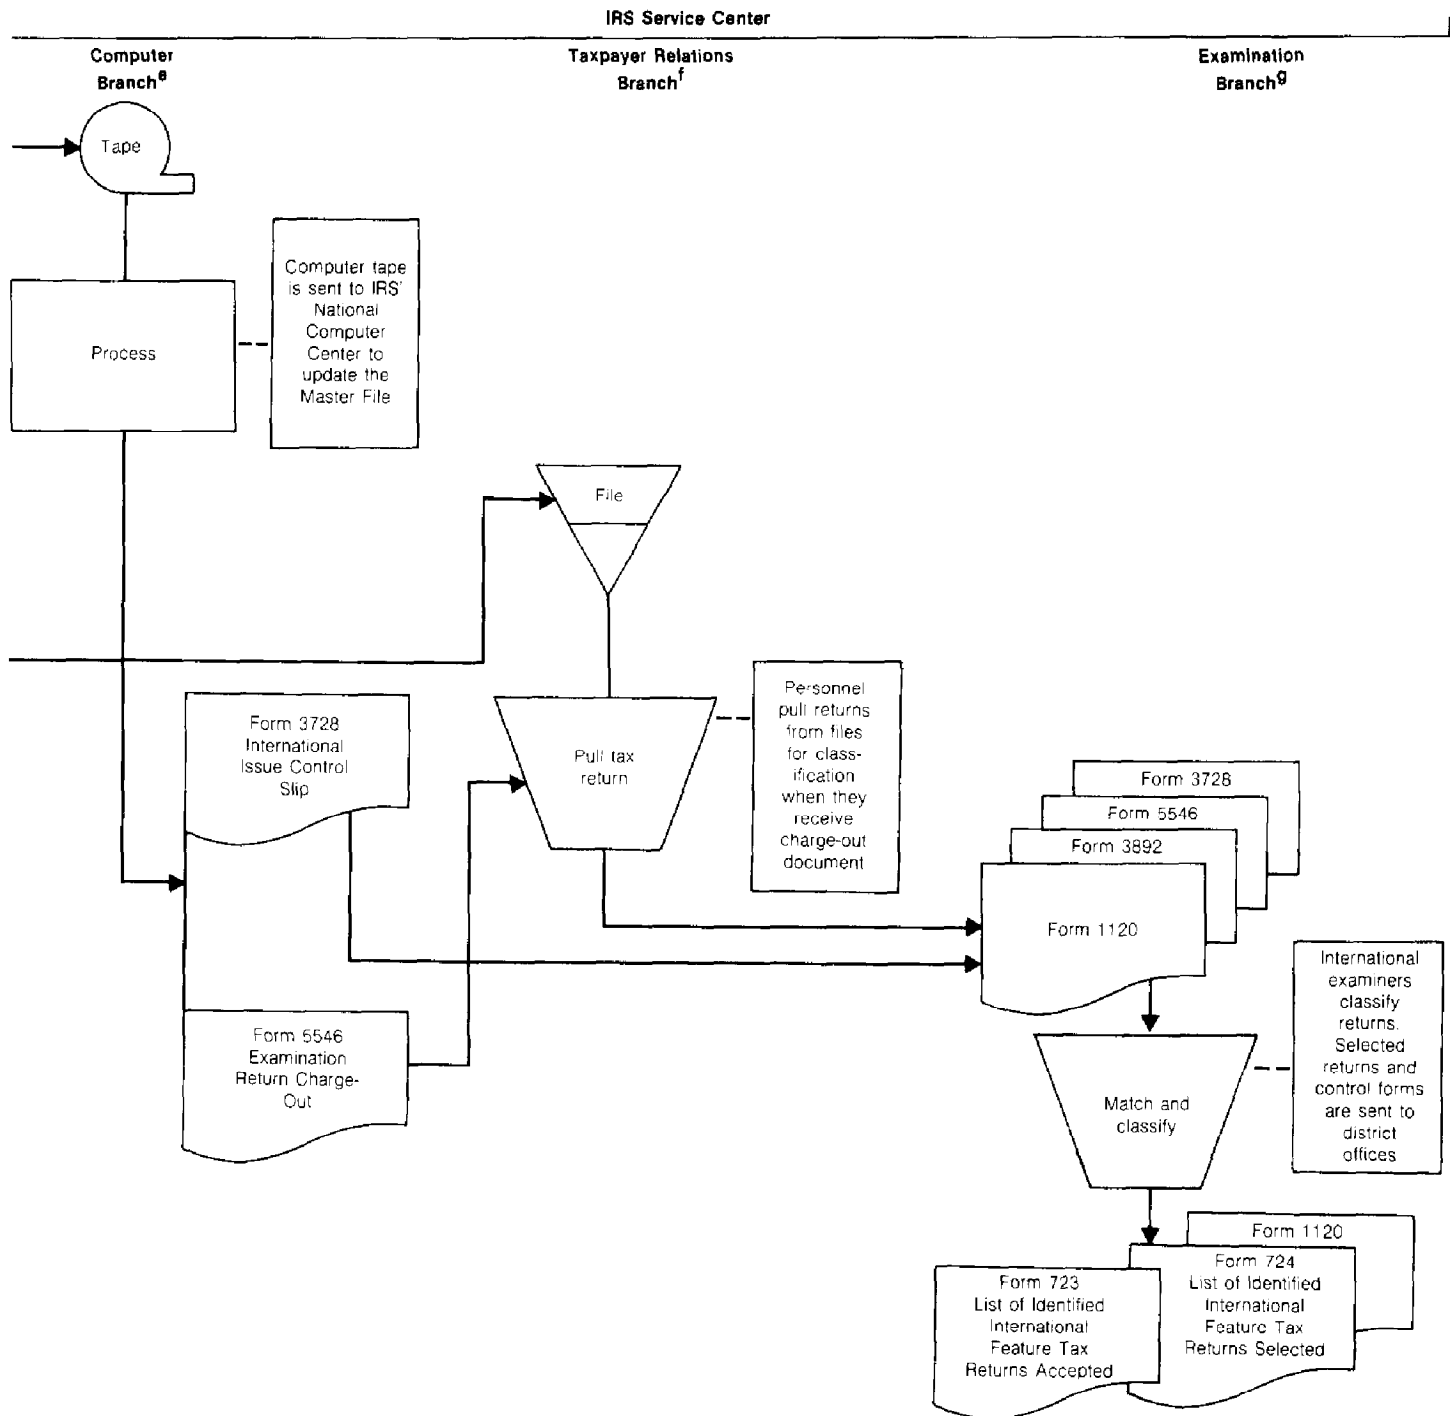 IRS Service Center
Computer
Branch^e
Taxpayer Relations
Branch^f
Examination
Branch^g
Tape
Process
Computer tape
is sent to IRS'
National
Computer
Center to
update the
Master File
File
Pull tax
return
Personnel
pull returns
from files
for class-
ification
when they
receive
charge-out
document
Form 3728
International
Issue Control
Slip
Form 5546
Examination
Return Charge-
Out
Form 3728
Form 5546
Form 3892
Form 1120
International
examiners
classify
returns.
Selected
returns and
control forms
are sent to
district
offices
Match and
classify
Form 1120
Form 724
List of Identified
International
Feature Tax
Returns Selected
Form 723
List of Identified
International
Feature Tax
Returns Accepted